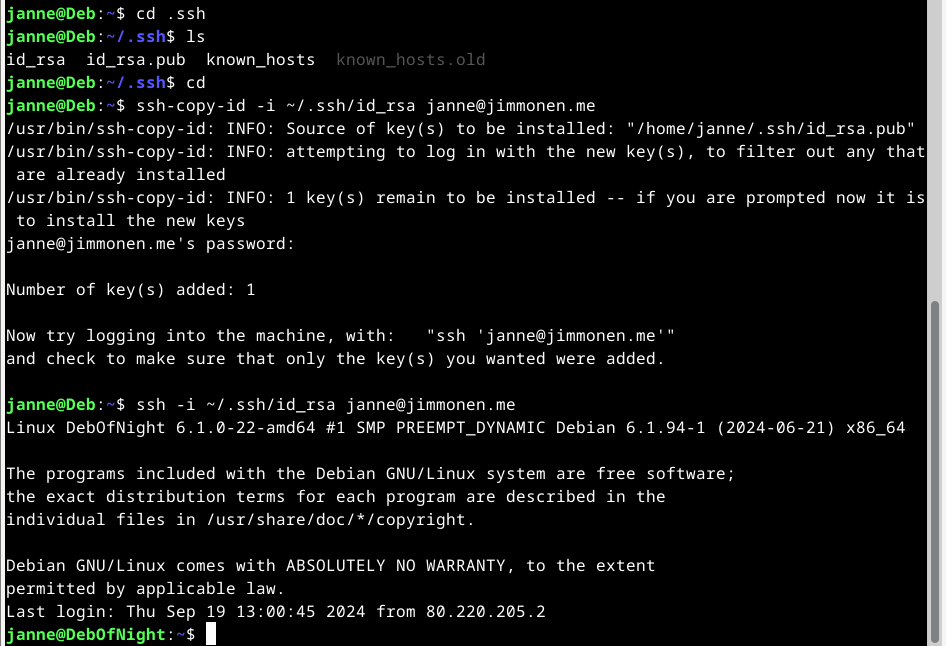 janne@Deb:~$ cd .ssh
janne@Deb:~/.ssh$ ls
id_rsa  id_rsa.pub  known_hosts  known_hosts.old
janne@Deb:~/.ssh$ cd
janne@Deb:~$ ssh-copy-id -i ~/.ssh/id_rsa janne@jimmonen.me
/usr/bin/ssh-copy-id: INFO: Source of key(s) to be installed: "/home/janne/.ssh/id_rsa.pub"
/usr/bin/ssh-copy-id: INFO: attempting to log in with the new key(s), to filter out any that
 are already installed
/usr/bin/ssh-copy-id: INFO: 1 key(s) remain to be installed -- if you are prompted now it is
 to install the new keys
janne@jimmonen.me's password:
Number of key(s) added: 1
Now try logging into the machine, with:   "ssh 'janne@jimmonen.me'"
and check to make sure that only the key(s) you wanted were added.
janne@Deb:~$ ssh -i ~/.ssh/id_rsa janne@jimmonen.me
Linux DebOfNight 6.1.0-22-amd64 #1 SMP PREEMPT_DYNAMIC Debian 6.1.94-1 (2024-06-21) x86_64
The programs included with the Debian GNU/Linux system are free software;
the exact distribution terms for each program are described in the
individual files in /usr/share/doc/*/copyright.
Debian GNU/Linux comes with ABSOLUTELY NO WARRANTY, to the extent
permitted by applicable law.
Last login: Thu Sep 19 13:00:45 2024 from 80.220.205.2
janne@DebOfNight:~$